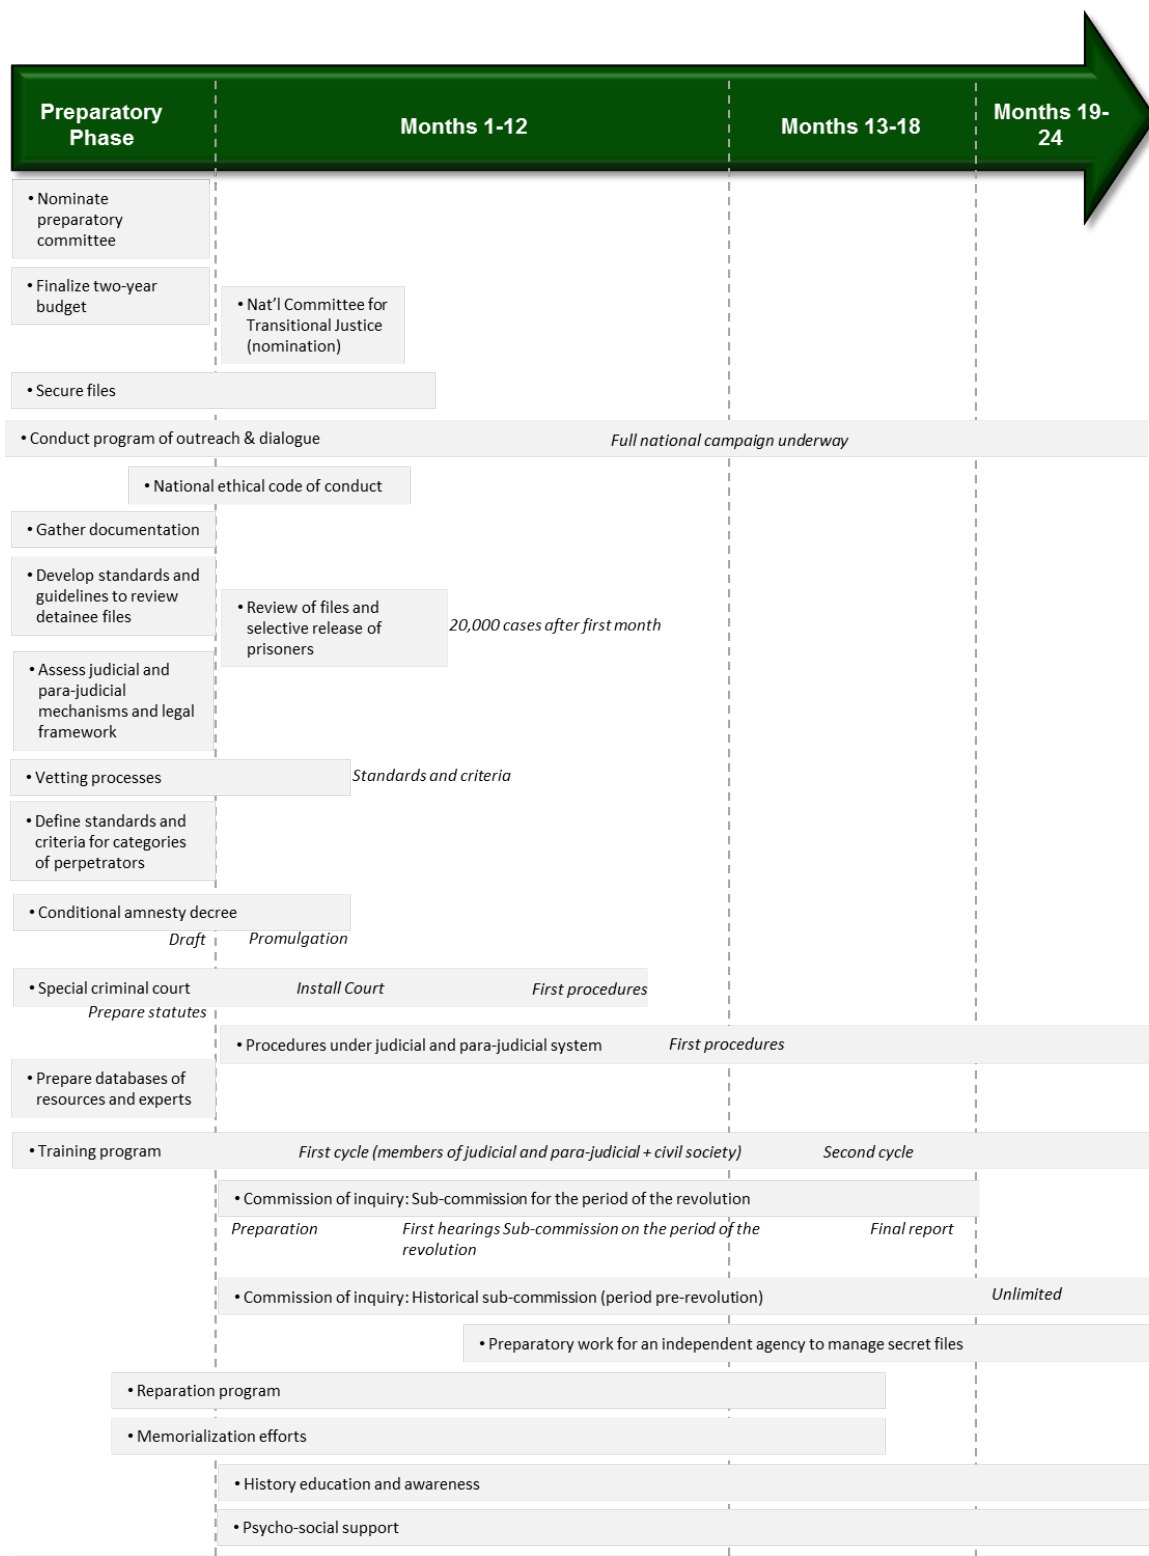 Preparatory
Phase
Months 1-12
Months 13-18
Months 19-
24
• Nominate
preparatory
committee
• Finalize two-year
budget
• Nat’l Committee for
Transitional Justice
(nomination)
• Secure files
• Conduct program of outreach & dialogue
Full national campaign underway
• National ethical code of conduct
• Gather documentation
• Develop standards and
guidelines to review
detainee files
• Review of files and
selective release of
prisoners
20,000 cases after first month
• Assess judicial and
para-judicial
mechanisms and legal
framework
• Vetting processes
Standards and criteria
• Define standards and
criteria for categories
of perpetrators
• Conditional amnesty decree
Draft
Promulgation
• Special criminal court
Install Court
First procedures
Prepare statutes
• Procedures under judicial and para-judicial system
First procedures
• Prepare databases of
resources and experts
• Training program
First cycle (members of judicial and para-judicial + civil society)
Second cycle
• Commission of inquiry: Sub-commission for the period of the revolution
Preparation
First hearings Sub-commission on the period of the
revolution
Final report
• Commission of inquiry: Historical sub-commission (period pre-revolution)
Unlimited
• Preparatory work for an independent agency to manage secret files
• Reparation program
• Memorialization efforts
• History education and awareness
• Psycho-social support